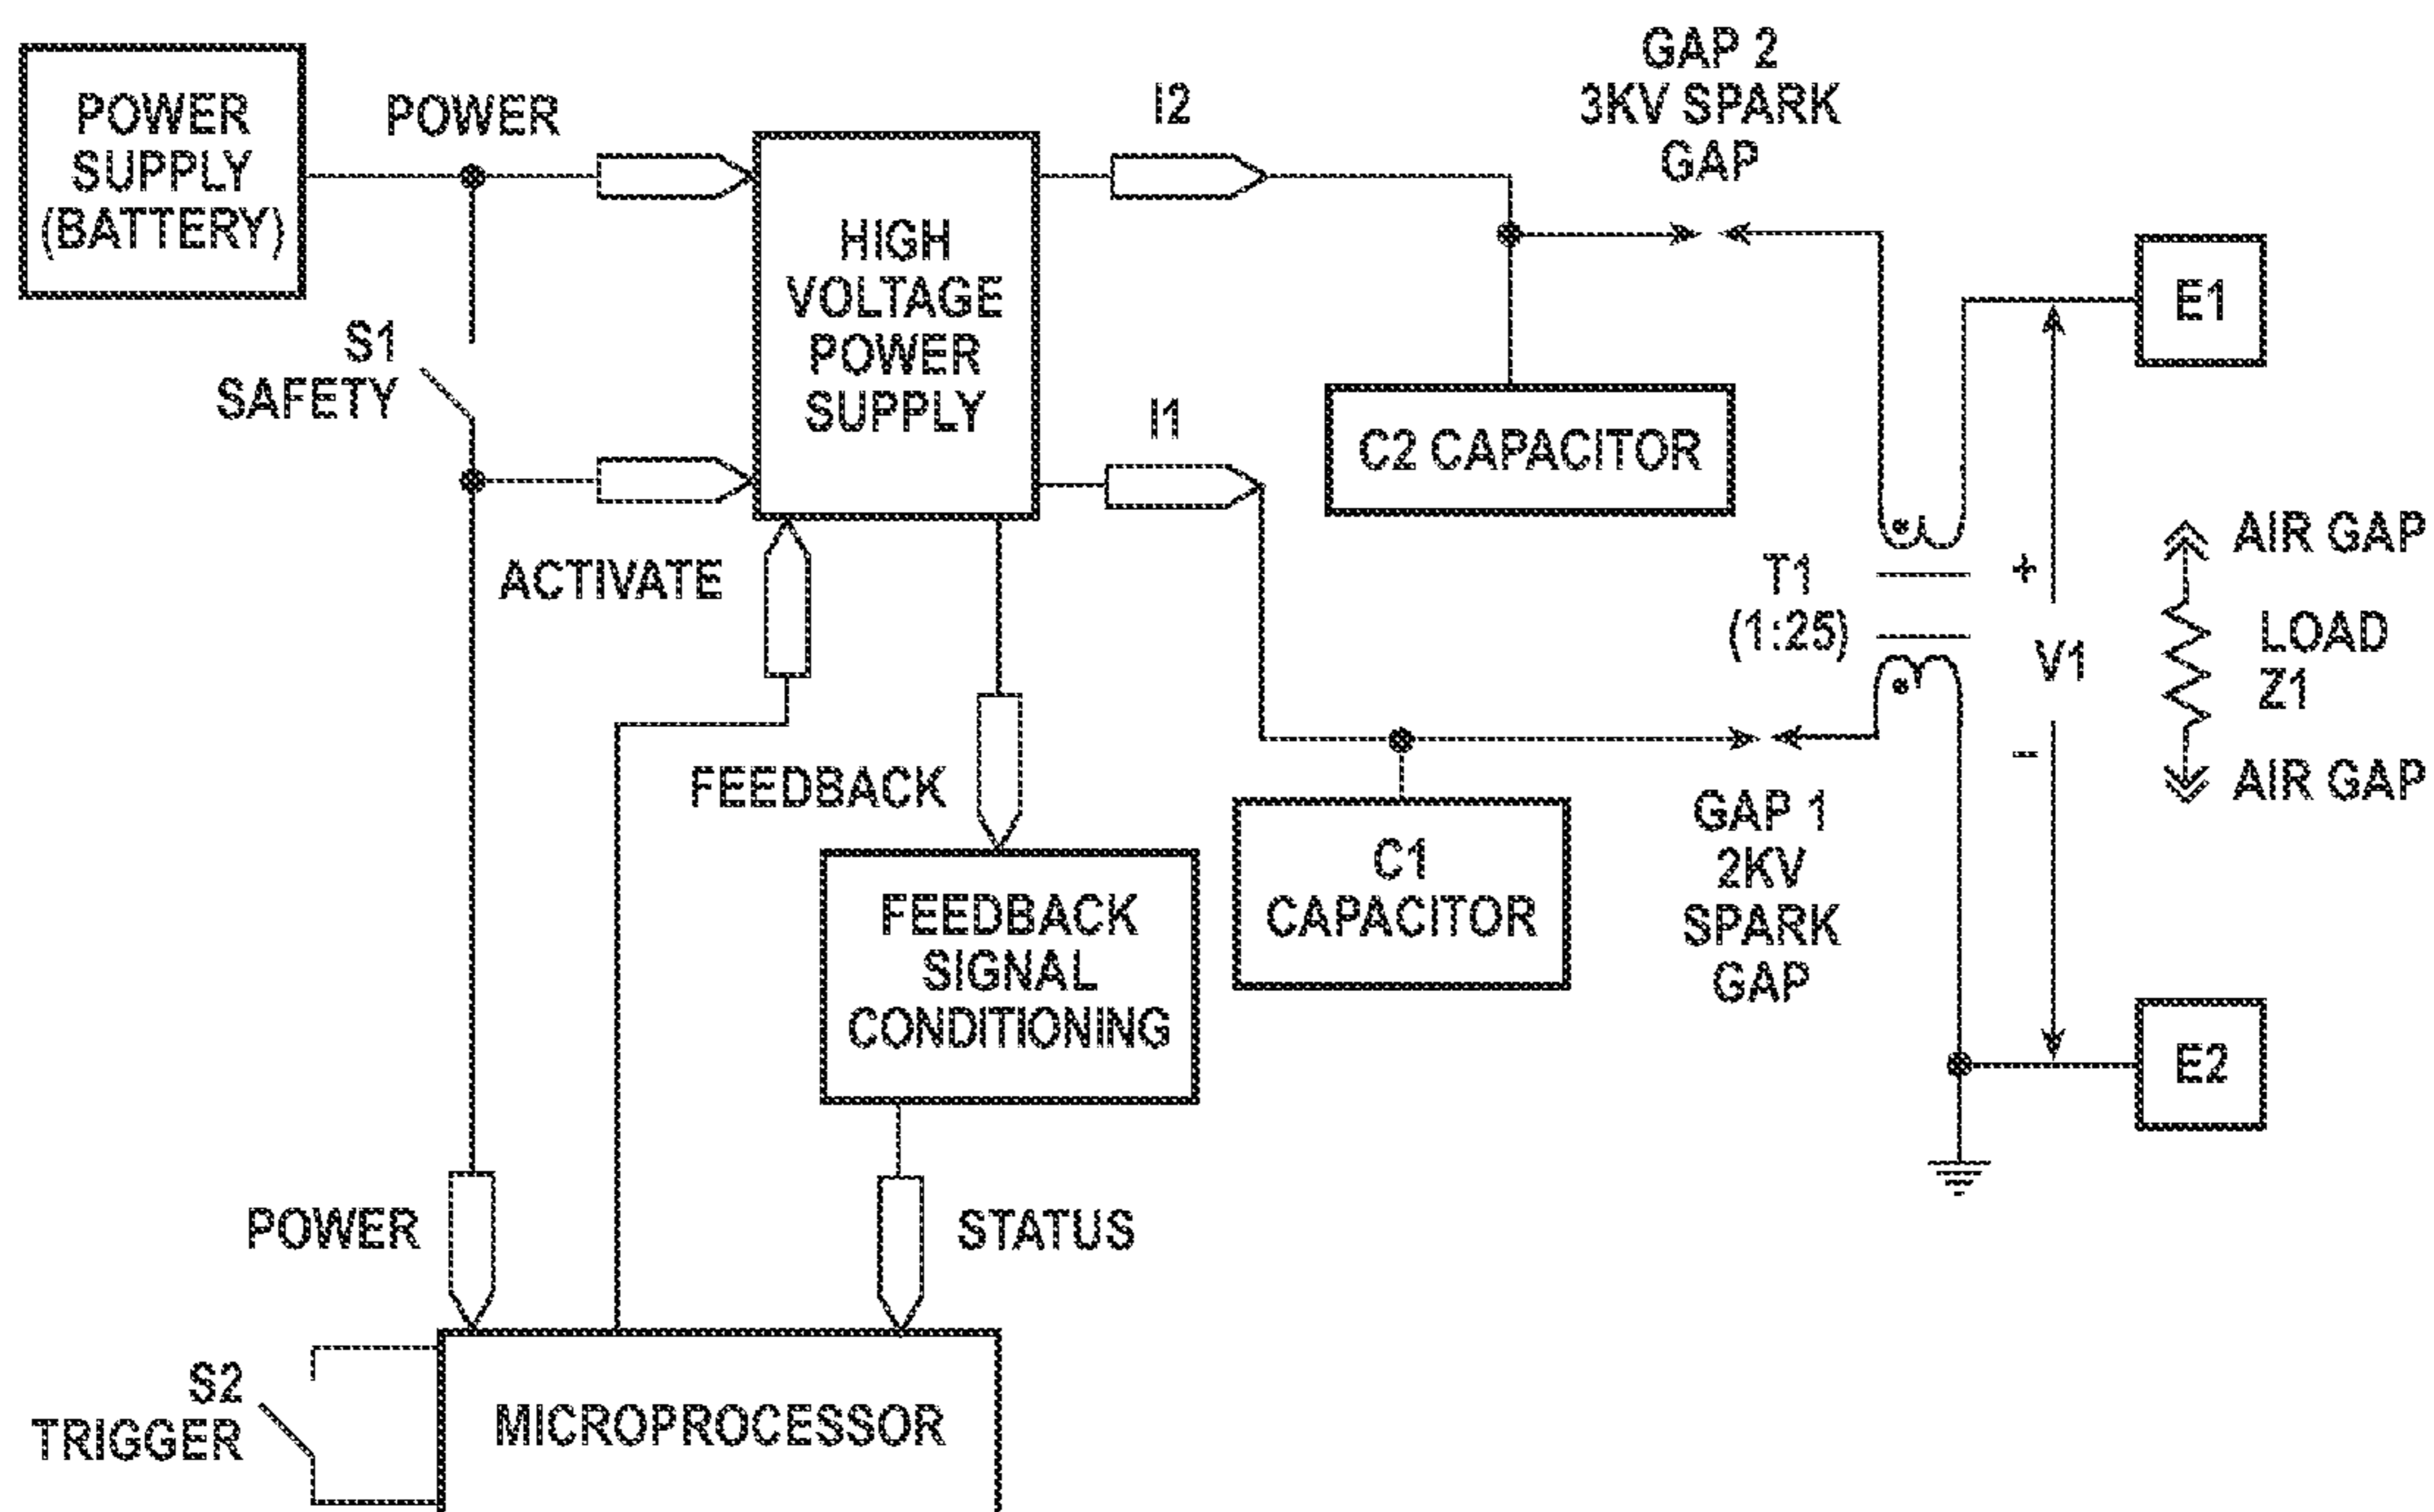 POWER
SUPPLY
(BATTERY)
POWER
S1
SAFETY
HIGH
VOLTAGE
POWER
SUPPLY
I2
I1
GAP 2
3KV SPARK
GAP
C2 CAPACITOR
E1
ACTIVATE
T1
(1:25)
+
V1
-
AIR GAP
LOAD
Z1
AIR GAP
FEEDBACK
FEEDBACK
SIGNAL
CONDITIONING
C1
CAPACITOR
GAP 1
2KV
SPARK
GAP
E2
POWER
STATUS
S2
TRIGGER
MICROPROCESSOR